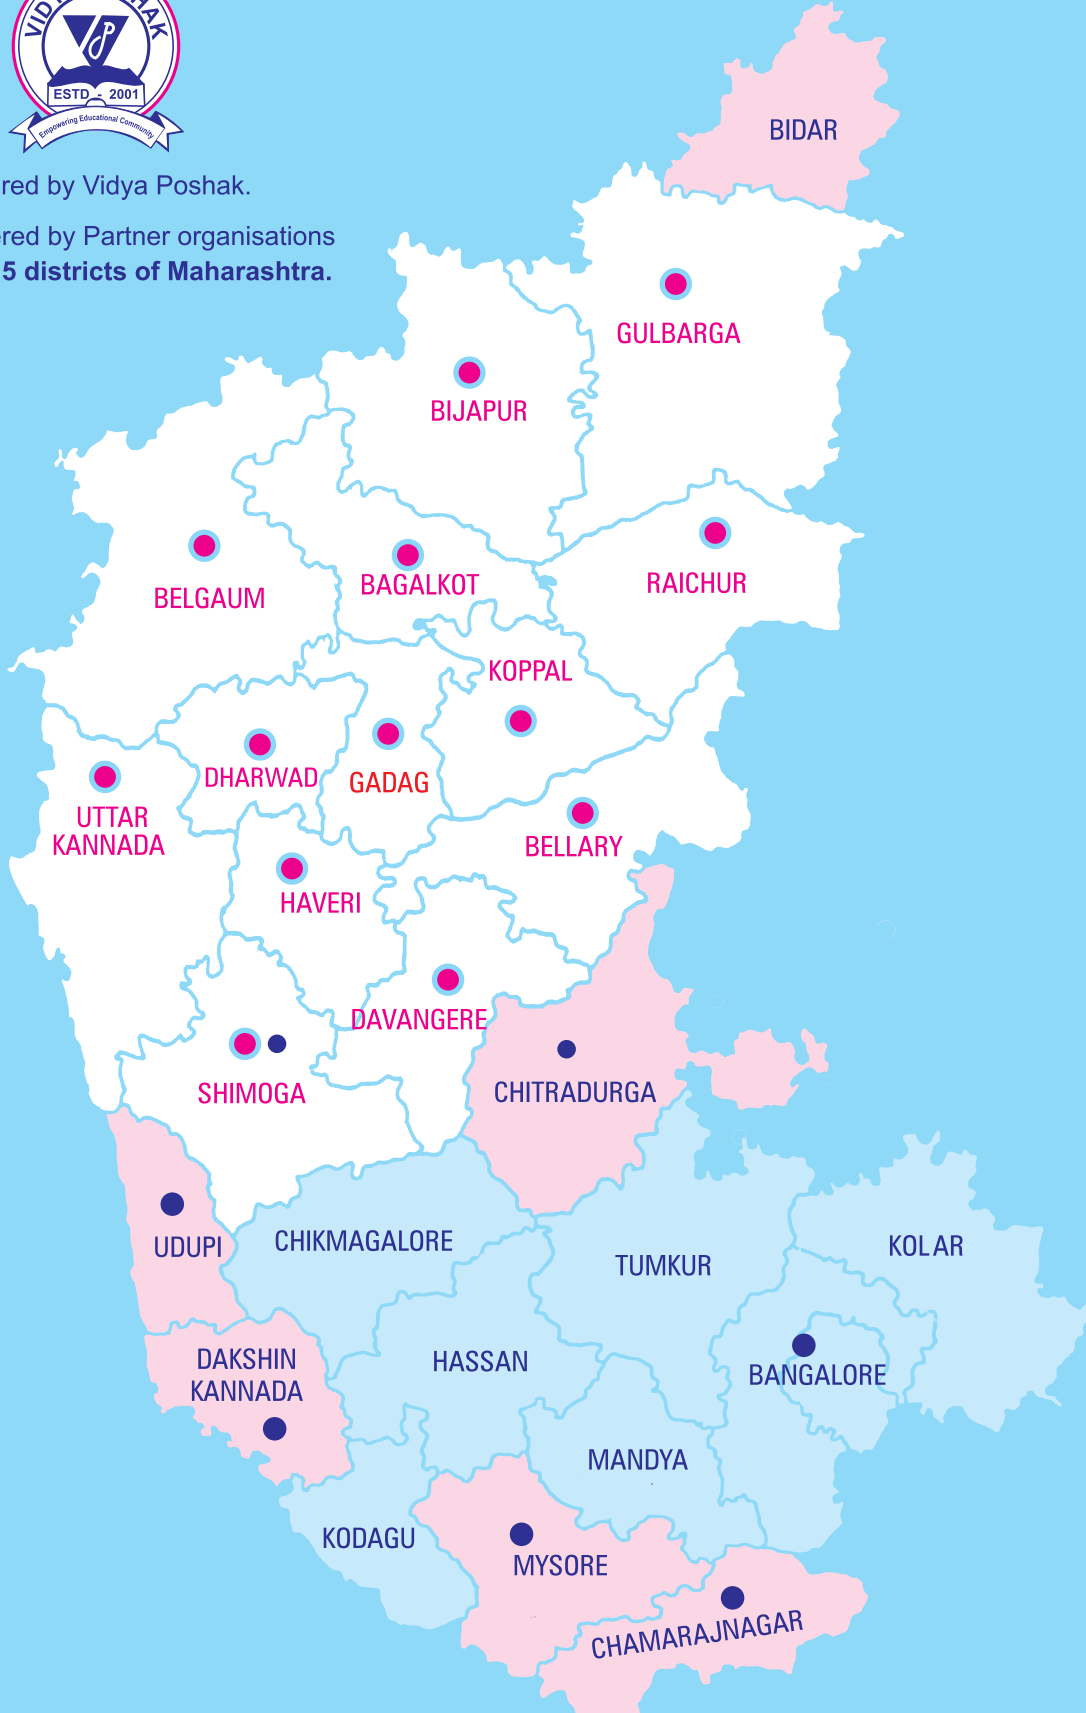 ESTD - 2001
Empowering Educational Community
red by Vidya Poshak.
ered by Partner organisations
5 districts of Maharashtra.
BIDAR
GULBARGA
BIJAPUR
RAICHUR
BAGALKOT
BELGAUM
KOPPAL
DHARWAD
GADAG
UTTAR
KANNADA
BELLARY
HAVERI
DAVANGERE
SHIMOGA
CHITRADURGA
UDUPI
CHIKMAGALORE
TUMKUR
KOLAR
DAKSHIN
KANNADA
HASSAN
BANGALORE
MANDYA
KODAGU
MYSORE
CHAMARAJNAGAR